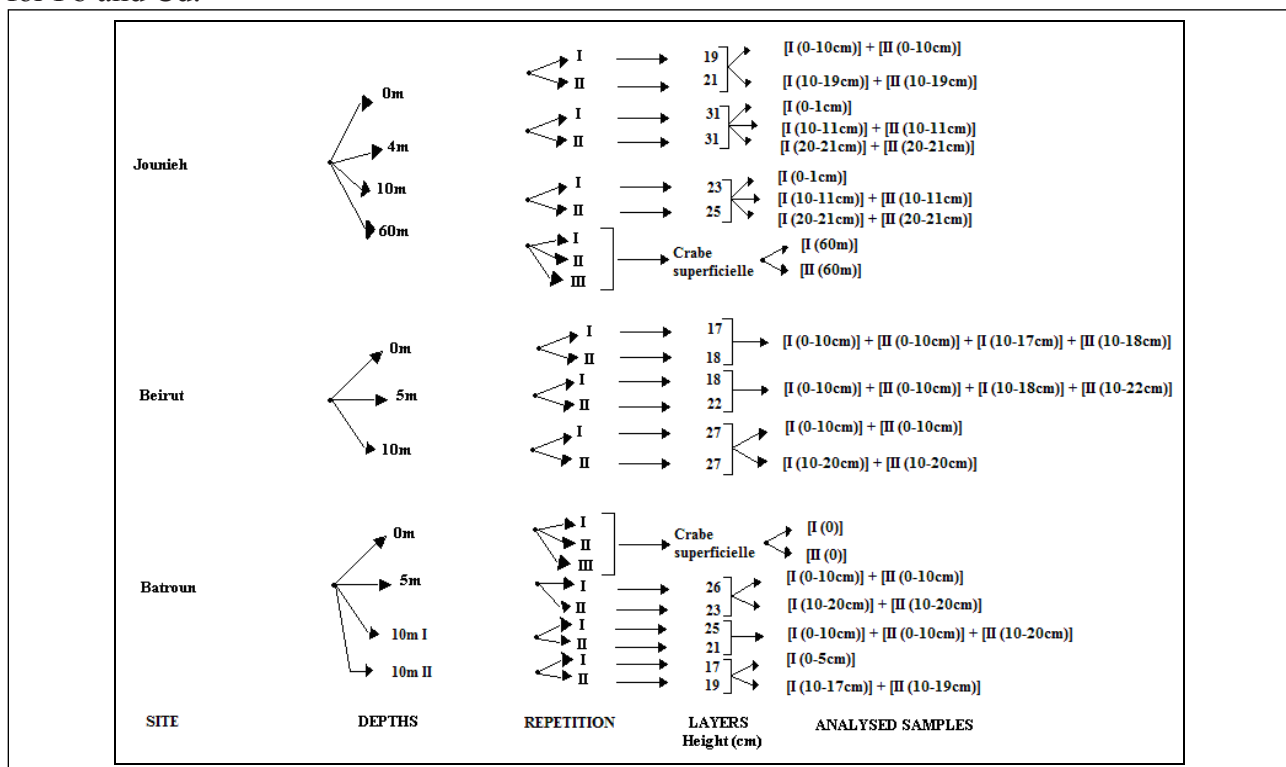 for Pb and Cd.
I 19 [I (0-10cm)] + [II (0-10cm)]
II 21 [I (10-19cm)] + [II (10-19cm)]
0m
I 31 [I (0-1cm)]
[I (10-11cm)] + [II (10-11cm)]
II 31 [I (20-21cm)] + [II (20-21cm)]
Jounieh
4m
10m
I 23 [I (0-1cm)]
[I (10-11cm)] + [II (10-11cm)]
II 25 [I (20-21cm)] + [II (20-21cm)]
60m
I
II
III
Crabe
superficielle
[I (60m)]
[II (60m)]
I 17
II 18
[I (0-10cm)] + [II (0-10cm)] + [I (10-17cm)] + [II (10-18cm)]
0m
Beirut
5m
I 18
II 22
[I (0-10cm)] + [II (0-10cm)] + [I (10-18cm)] + [II (10-22cm)]
10m
I 27 [I (0-10cm)] + [II (0-10cm)]
II 27 [I (10-20cm)] + [II (10-20cm)]
0m
I
II
III
Crabe
superficielle
[I (0)]
[II (0)]
Batroun
5m
I 26 [I (0-10cm)] + [II (0-10cm)]
II 23 [I (10-20cm)] + [II (10-20cm)]
10m I
I 25
II 21
[I (0-10cm)] + [II (0-10cm)] + [II (10-20cm)]
10m II
I 17 [I (0-5cm)]
II 19 [I (10-17cm)] + [II (10-19cm)]
SITE DEPTHS REPETITION LAYERS ANALYSED SAMPLES
Height (cm)